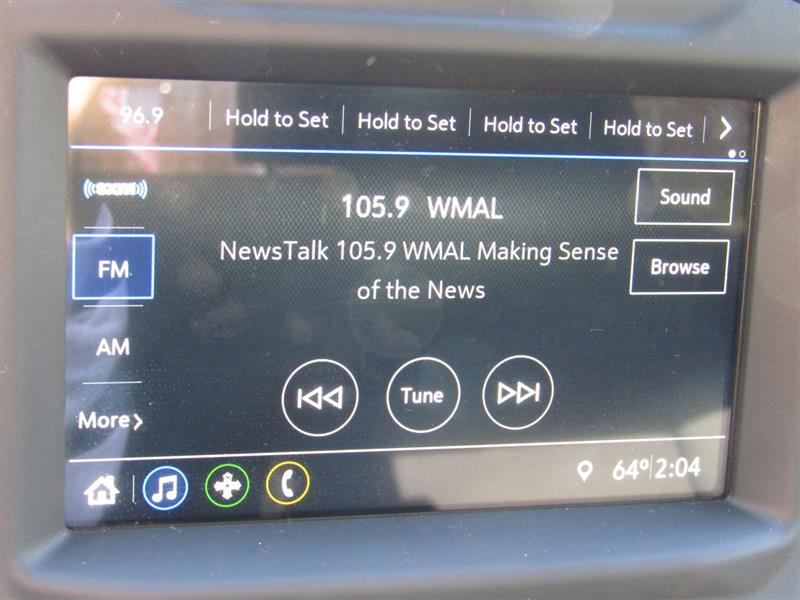 96.9 Hold to Set Hold to Set Hold to Set Hold to Set
SXM
Sound
105.9 WMAL
FM
NewsTalk 105.9 WMAL Making Sense
Browse
of the News
AM
Tune
More
64° 2:04